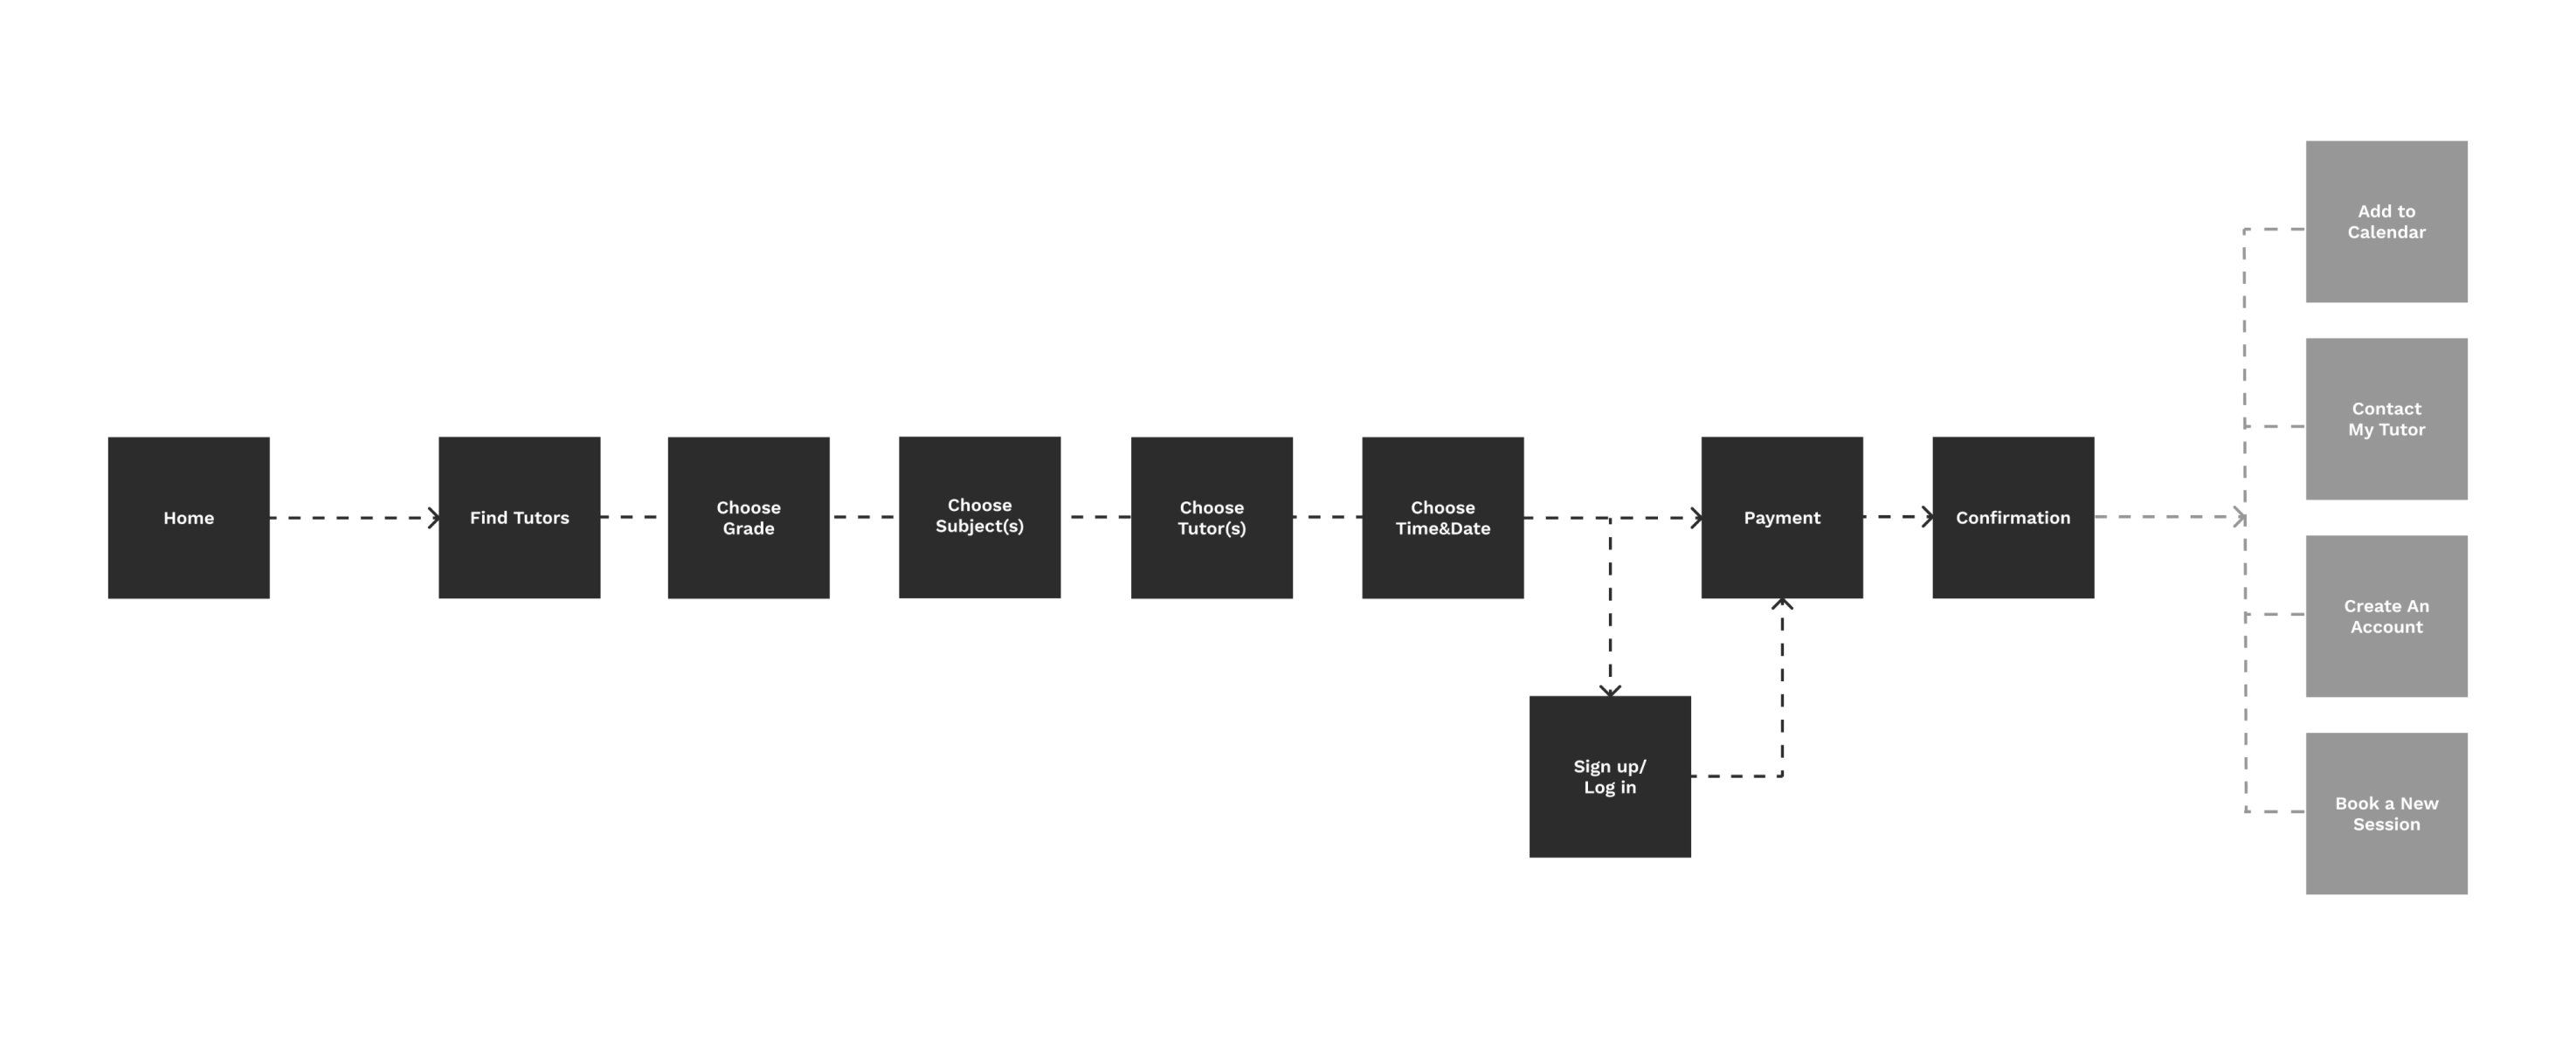 Home
Find Tutors
Choose
Grade
Choose
Subject(s)
Choose
Tutor(s)
Choose
Time&Date
Sign up/
Log in
Payment
Confirmation
Add to
Calendar
Contact
My Tutor
Create An
Account
Book a New
Session